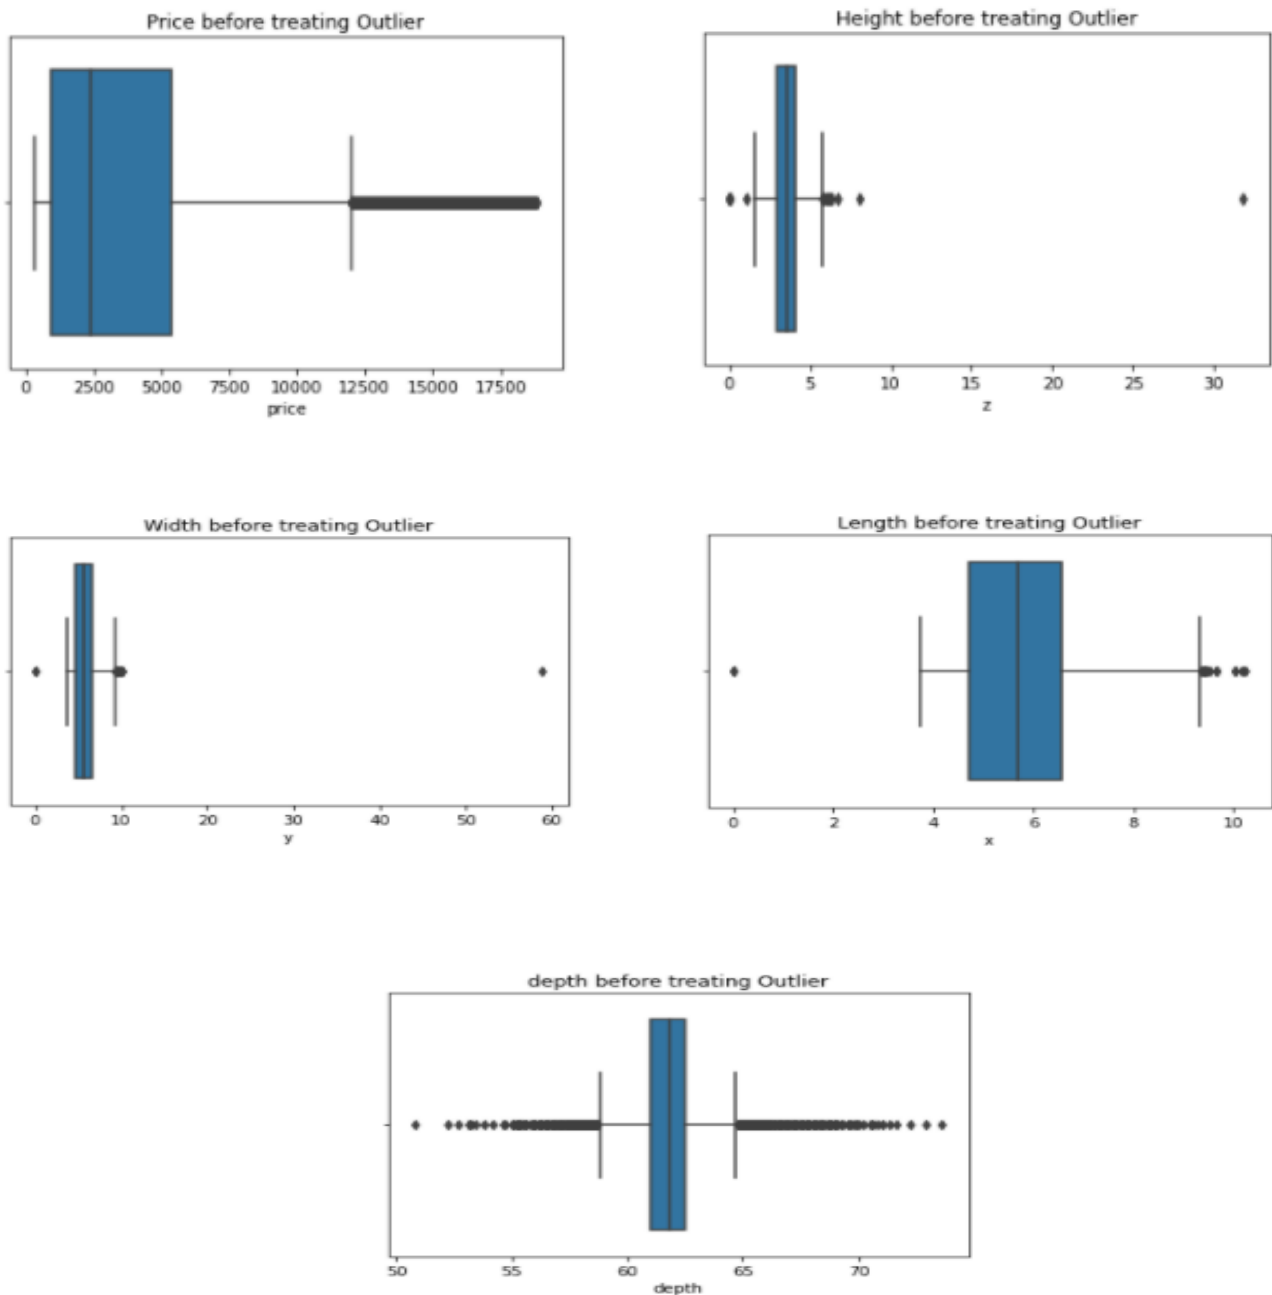 Price before treating Outlier
0 2500 5000 7500 10000 12500 15000 17500
price
Height before treating Outlier
0 5 10 15 20 25 30
z
Width before treating Outlier
0 10 20 30 40 50 60
y
Length before treating Outlier
0 2 4 6 8 10
x
depth before treating Outlier
50 55 60 65 70
depth